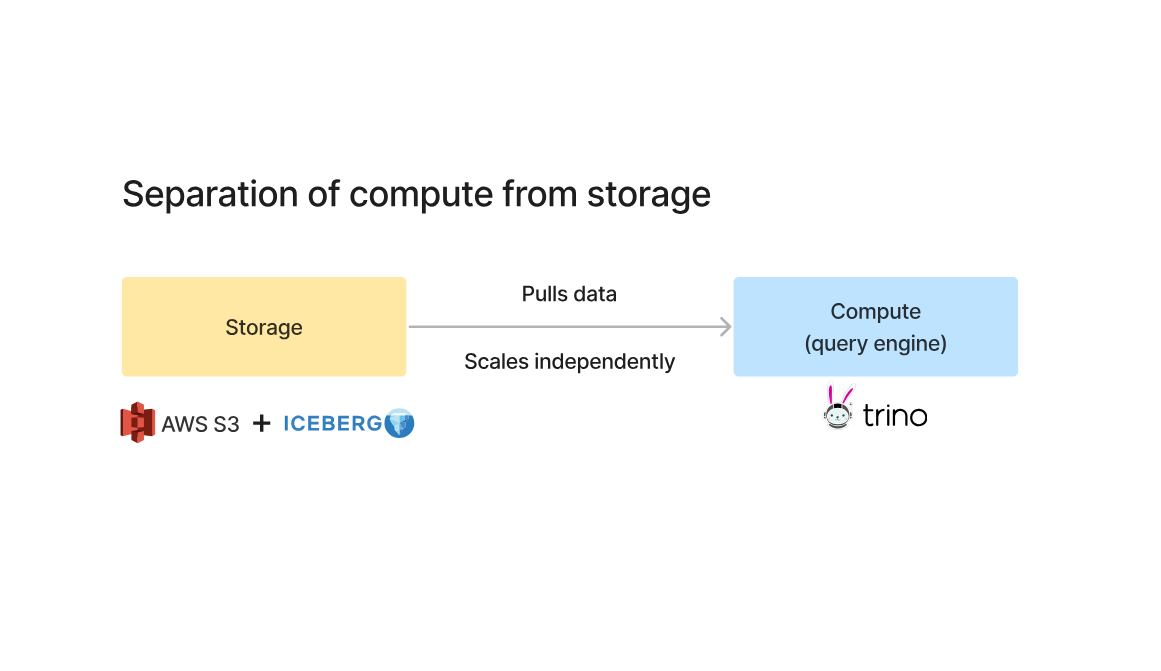 Separation of compute from storage
Storage
Pulls data
Scales independently
Compute
(query engine)
AWS S3 + ICEBERG
trino